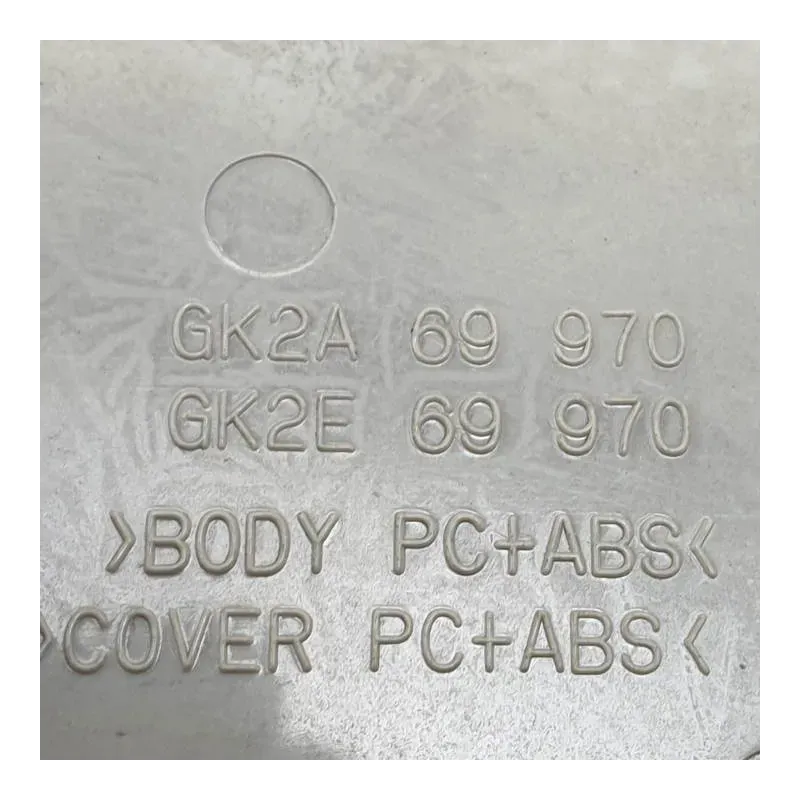 GK2A 69 970
GK2E 69 970
>BODY PC+ABS<
>COVER PC+ABS<